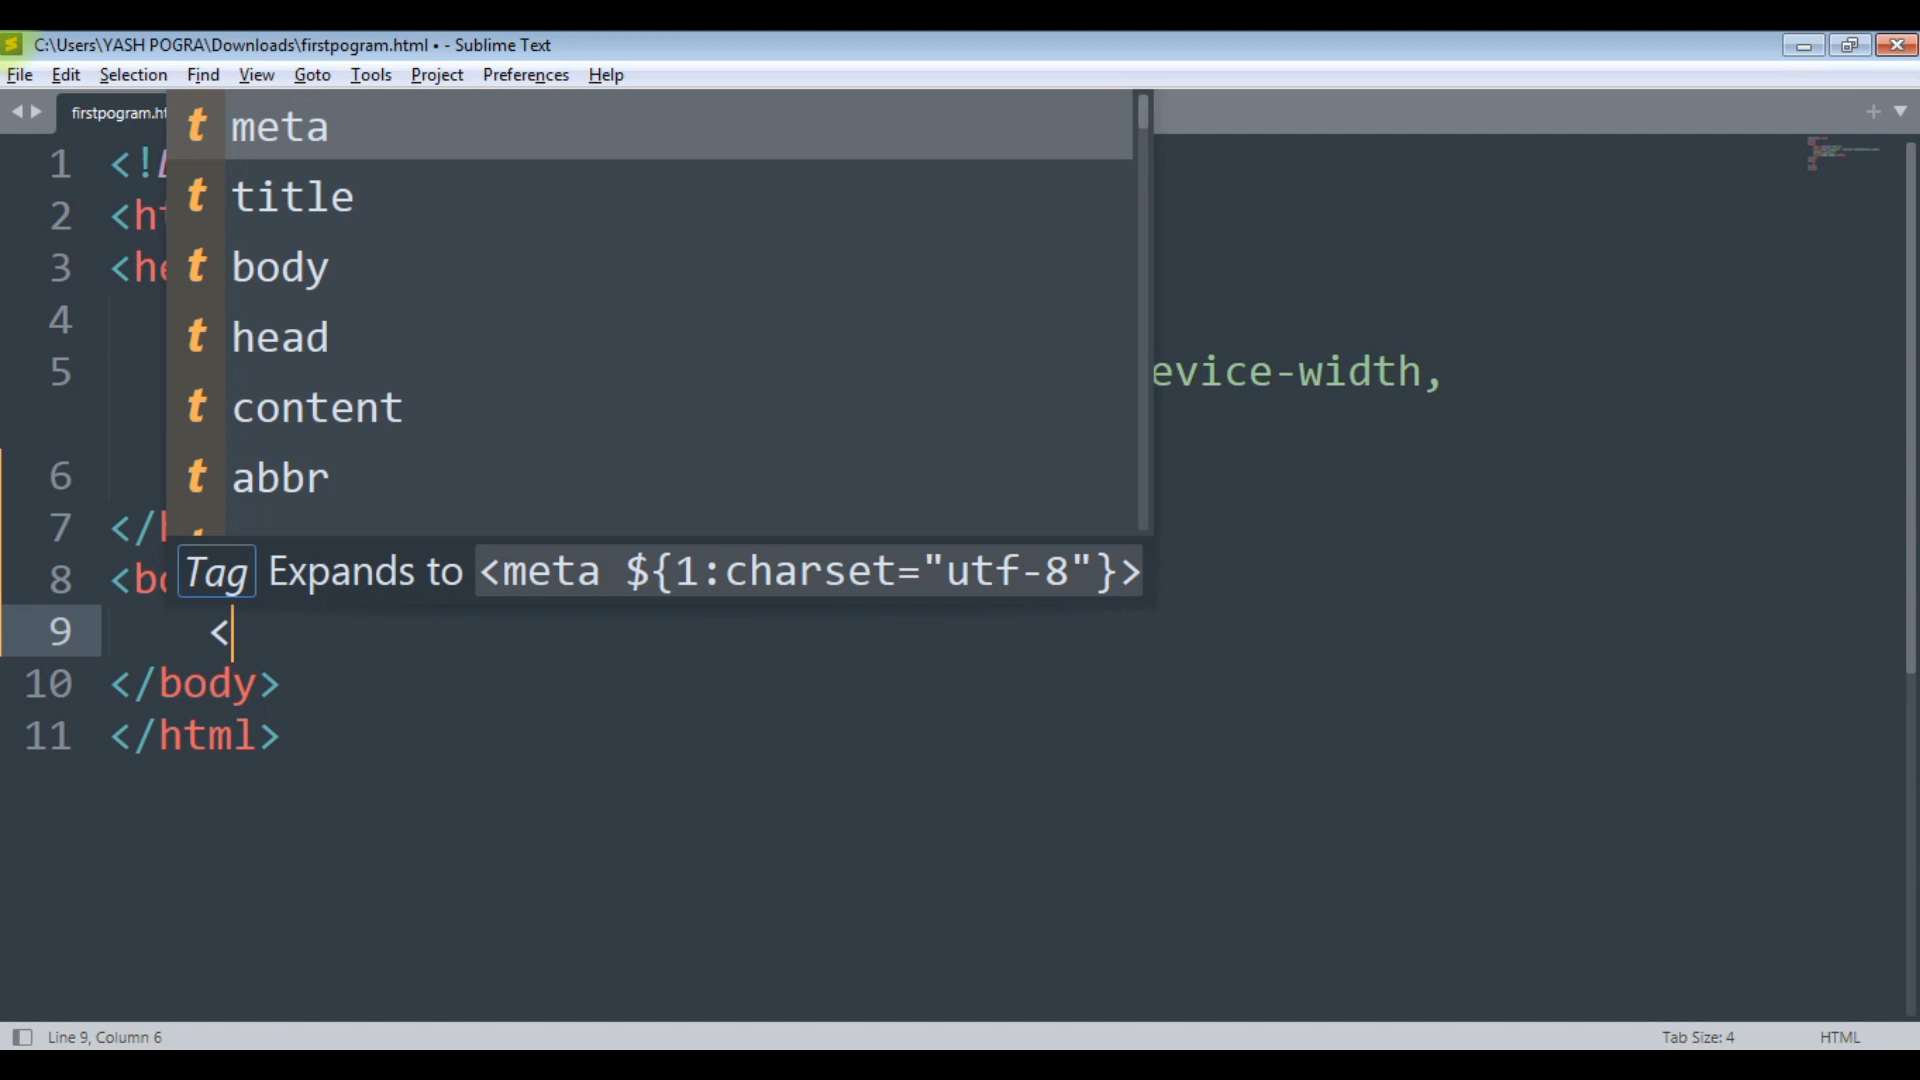 C:\Users\YASH POGRA\Downloads\firstpogram.html • - Sublime Text
File Edit Selection Find View Goto Tools Project Preferences Help
firstpogram.ht
t meta
1 <!
t title
2 <ht
t body
3 <he
t head
4
5 evice-width,
t content
6
t abbr
7 </h
8 <bo
Tag Expands to <meta ${1:charset="utf-8"}>
9 <
10 </body>
11 </html>
Line 9, Column 6 Tab Size: 4 HTML